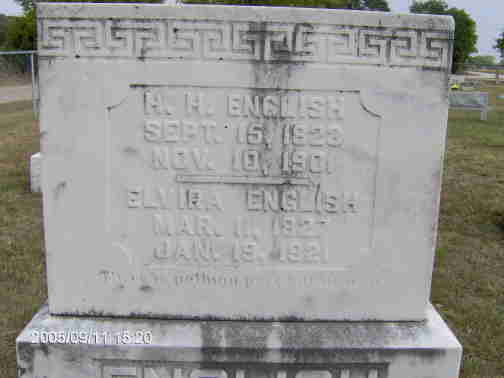 H. H. ENGLISH
SEPT. 15, 1823
NOV. 10, 1901
ELVIRA ENGLISH
MAR. 11, 1827
JAN. 19, 1921
2005/09/11 15:20
ENGLISH